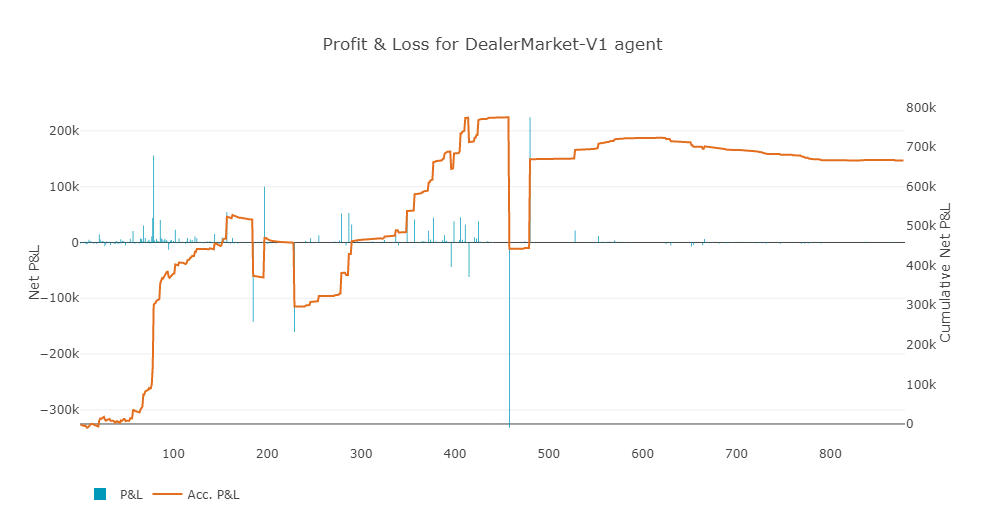 Profit & Loss for DealerMarket-V1 agent
800k
200k
700k
100k
600k
0
500k
Net P&L
−100k
400k
Cumulative Net P&L
300k
−200k
200k
−300k
100k
0
100 200 300 400 500 600 700 800
P&L Acc. P&L